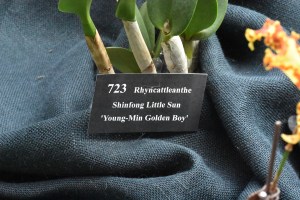 723 Rhyncattleanthe
Shinfong Little Sun
'Young-Min Golden Boy'